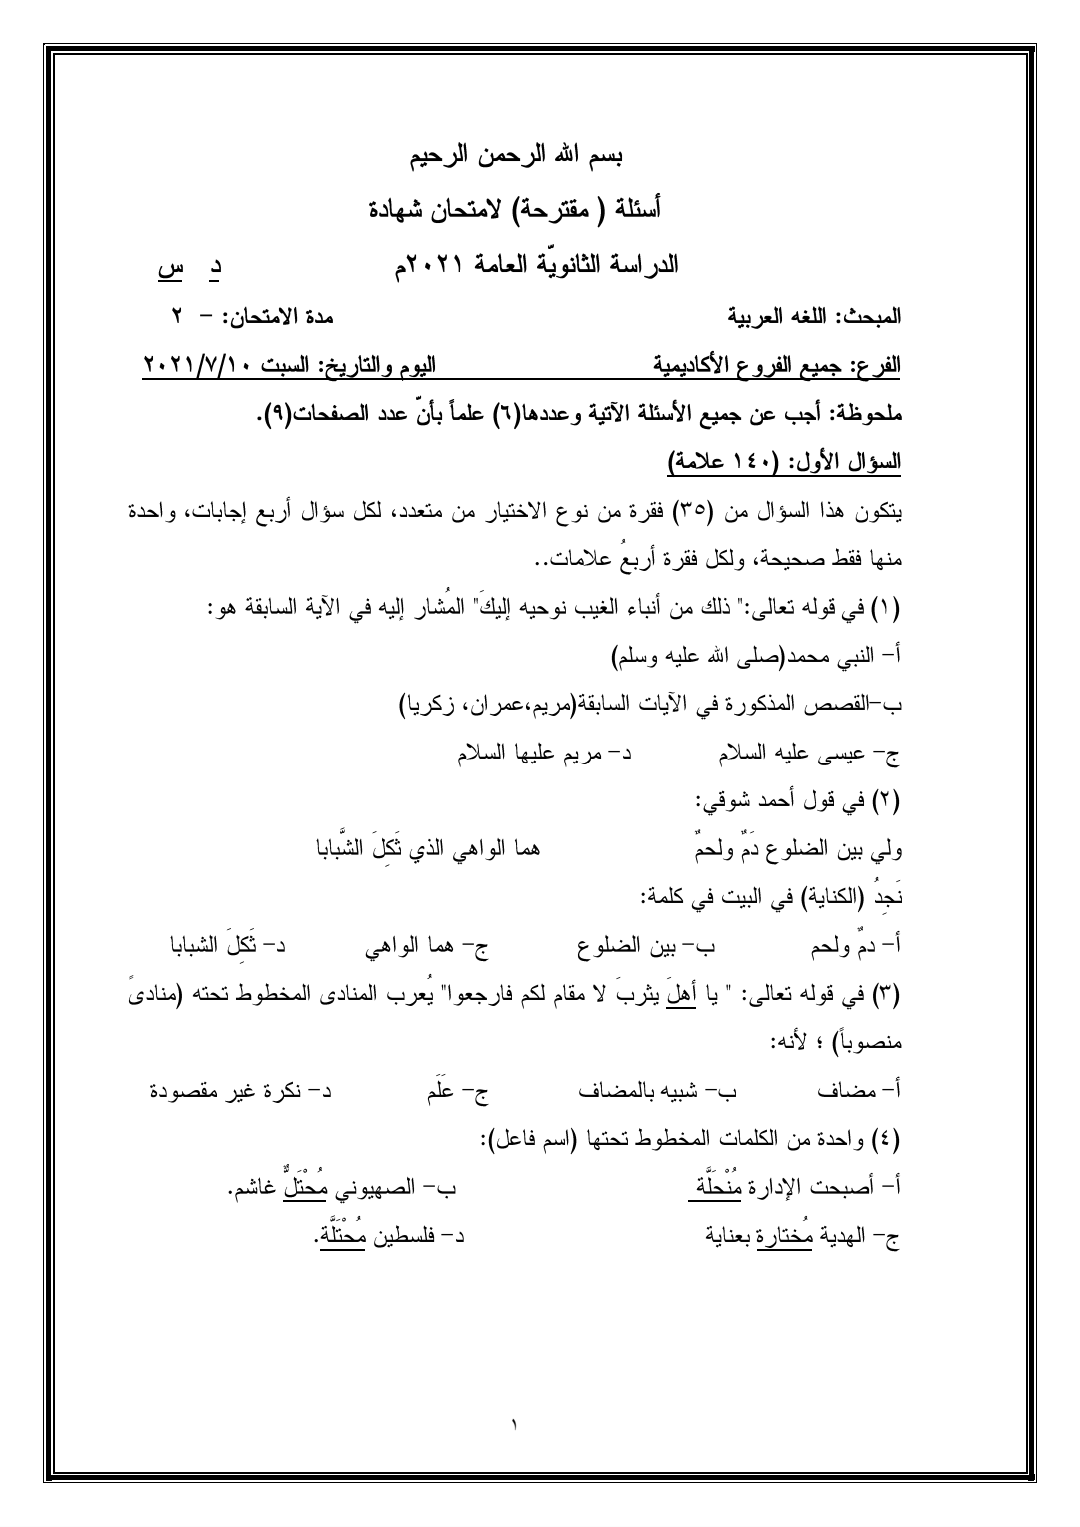 بسم الله الرحمن الرحيم
أسئلة ( مقترحة) لامتحان شهادة
الدراسة الثانويّة العامة ٢٠٢١م د س
المبحث: اللغه العربية مدة الامتحان: - ٢
الفرع: جميع الفروع الأكاديمية اليوم والتاريخ: السبت ٢٠٢١/٧/١٠
ملحوظة: أجب عن جميع الأسئلة الآتية وعددها(٦) علماً بأنّ عدد الصفحات(٩).
السؤال الأول: (١٤٠ علامة)
يتكون هذا السؤال من (٣٥) فقرة من نوع الاختيار من متعدد، لكل سؤال أربع إجابات، واحدة
منها فقط صحيحة، ولكل فقرة أربعُ علامات..
(١) في قوله تعالى:" ذلك من أنباء الغيب نوحيه إليكَ" المُشار إليه في الآية السابقة هو:
أ- النبي محمد(صلى الله عليه وسلم)
ب-القصص المذكورة في الآيات السابقة(مريم،عمران، زكريا)
ج- عيسى عليه السلام د- مريم عليها السلام
(٢) في قول أحمد شوقي:
ولي بين الضلوع دَمٌ ولحمٌ هما الواهي الذي ثَكِلَ الشَّبابا
نَجِدُ (الكناية) في البيت في كلمة:
أ- دمٌ ولحم ب- بين الضلوع ج- هما الواهي د- ثَكِلَ الشبابا
(٣) في قوله تعالى: " يا أهلَ يثربَ لا مقام لكم فارجعوا" يُعرب المنادى المخطوط تحته (منادىً
منصوباً) ؛ لأنه:
أ- مضاف ب- شبيه بالمضاف ج- عَلَم د- نكرة غير مقصودة
(٤) واحدة من الكلمات المخطوط تحتها (اسم فاعل):
أ- أصبحت الإدارة مُنْحَلَّة ب- الصهيوني مُحْتَلٌّ غاشم.
ج- الهدية مُختارة بعناية د- فلسطين مُحْتَلَّة.
١